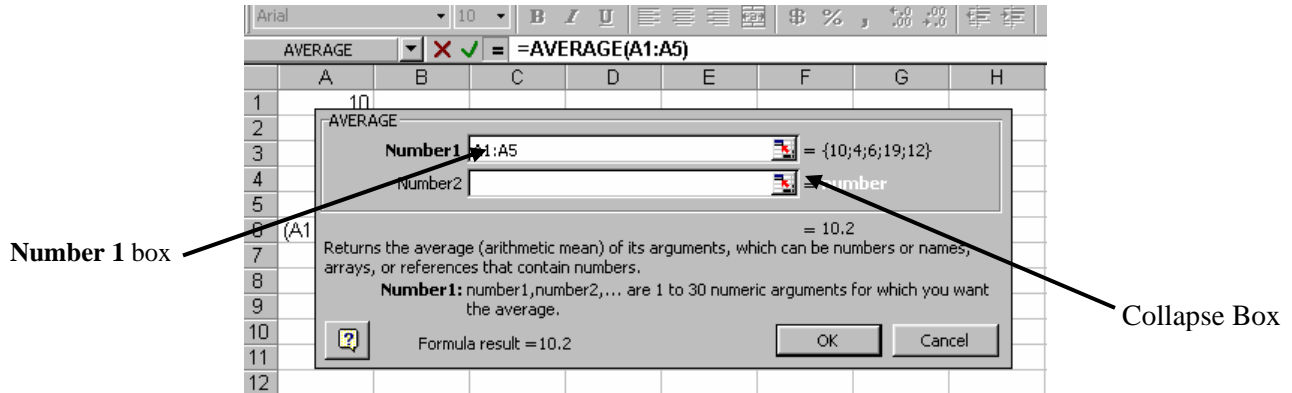 Arial 10 B I U $ % , .00 .00
AVERAGE = =AVERAGE(A1:A5)
A B C D E F G H
1 10
AVERAGE
2
3 Number1 A1:A5 = {10;4;6;19;12}
4 Number2 = number
5
6 (A1 = 10.2
Number 1 box
7 Returns the average (arithmetic mean) of its arguments, which can be numbers or names,
arrays, or references that contain numbers.
8 Number1: number1,number2,... are 1 to 30 numeric arguments for which you want
9 the average.
Collapse Box
10 ? Formula result =10.2 OK Cancel
11
12